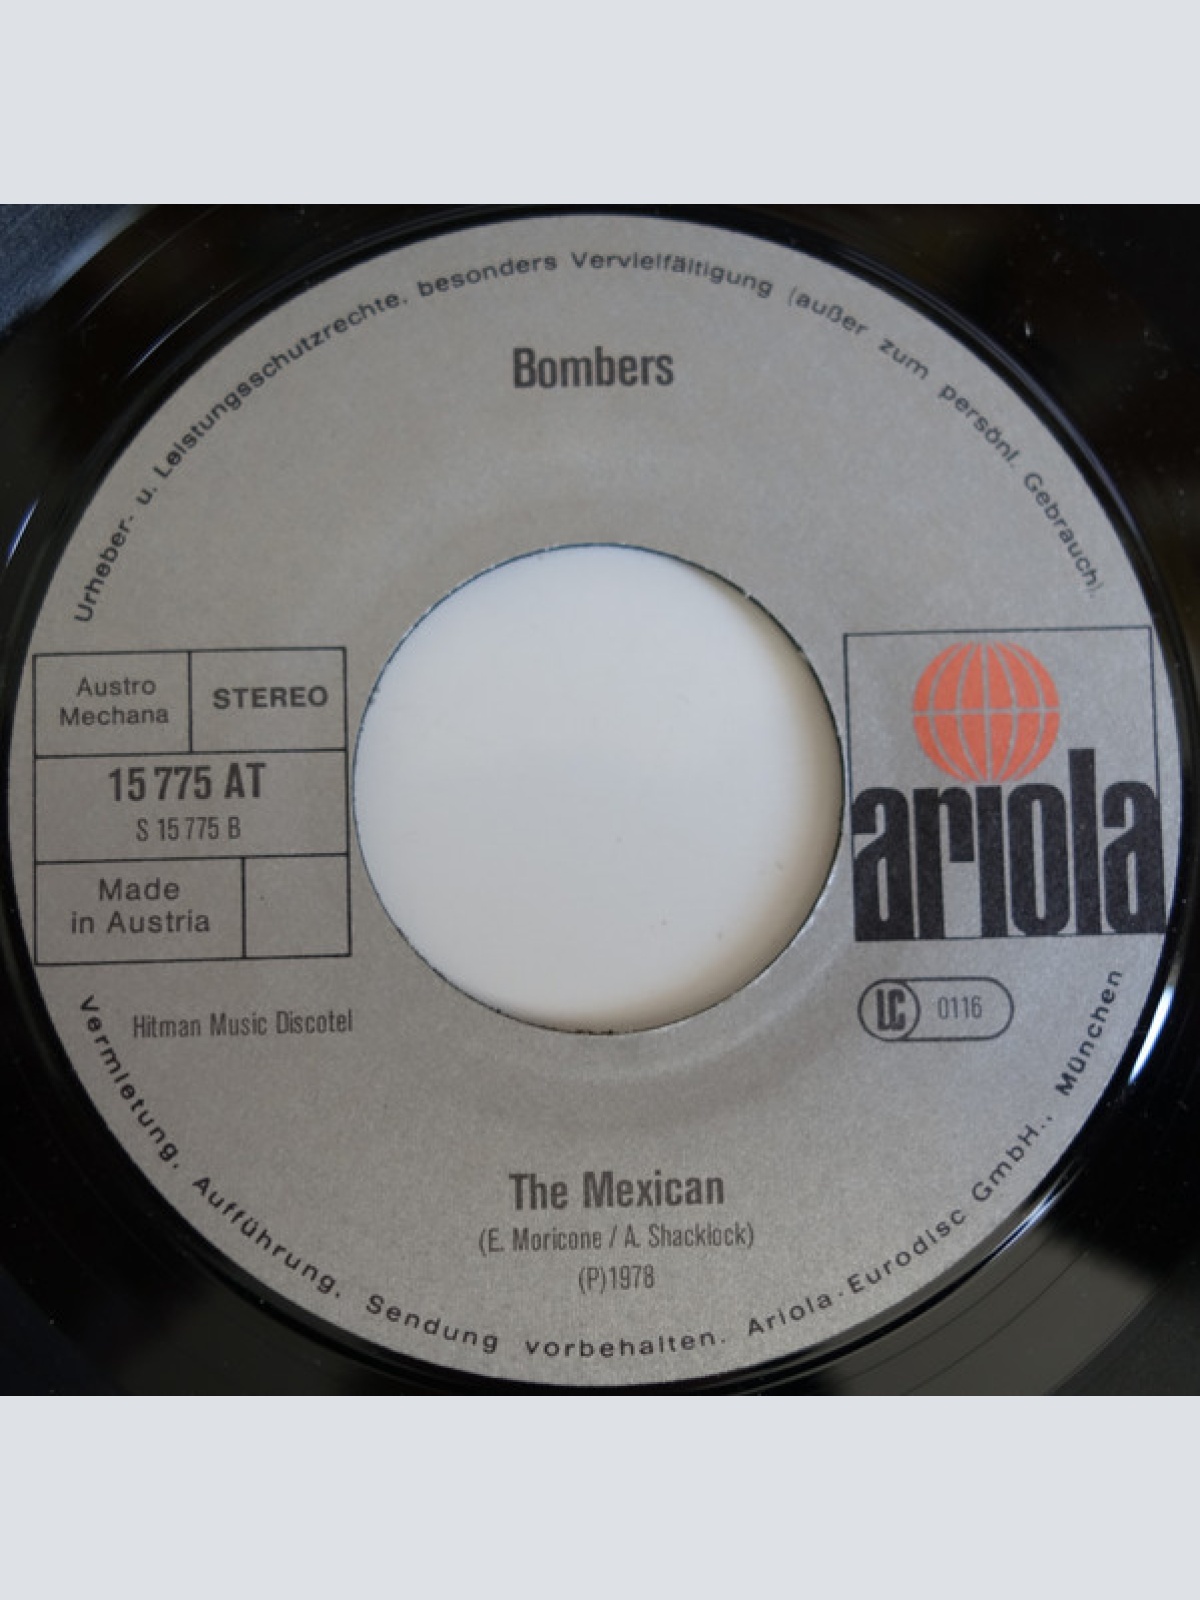 Urheber- u. Leistungsschutzrechte, besonders Vervielfältigung (außer zum persönl. Gebrauch).
Bombers
Austro
Mechana
STEREO
15 775 AT
S 15 775 B
Made
in Austria
ariola
LC 0116
Hitman Music Discotel
The Mexican
(E. Moricone / A. Shacklock)
(P)1978
Vermietung, Aufführung, Sendung vorbehalten. Ariola-Eurodisc GmbH., München